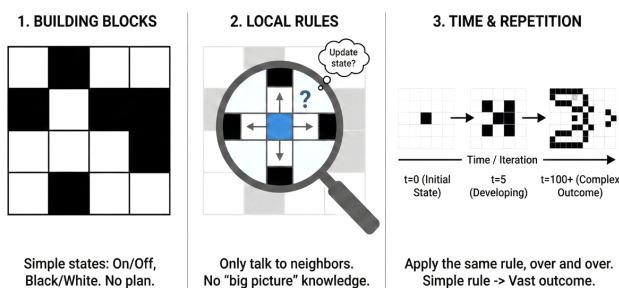 1. BUILDING BLOCKS
Simple states: On/Off,
Black/White. No plan.
2. LOCAL RULES
Update
state?
?
Only talk to neighbors.
No “big picture” knowledge.
3. TIME & REPETITION
Time / Iteration
t=0 (Initial
State)
t=5
(Developing)
t=100+ (Complex
Outcome)
Apply the same rule, over and over.
Simple rule -> Vast outcome.